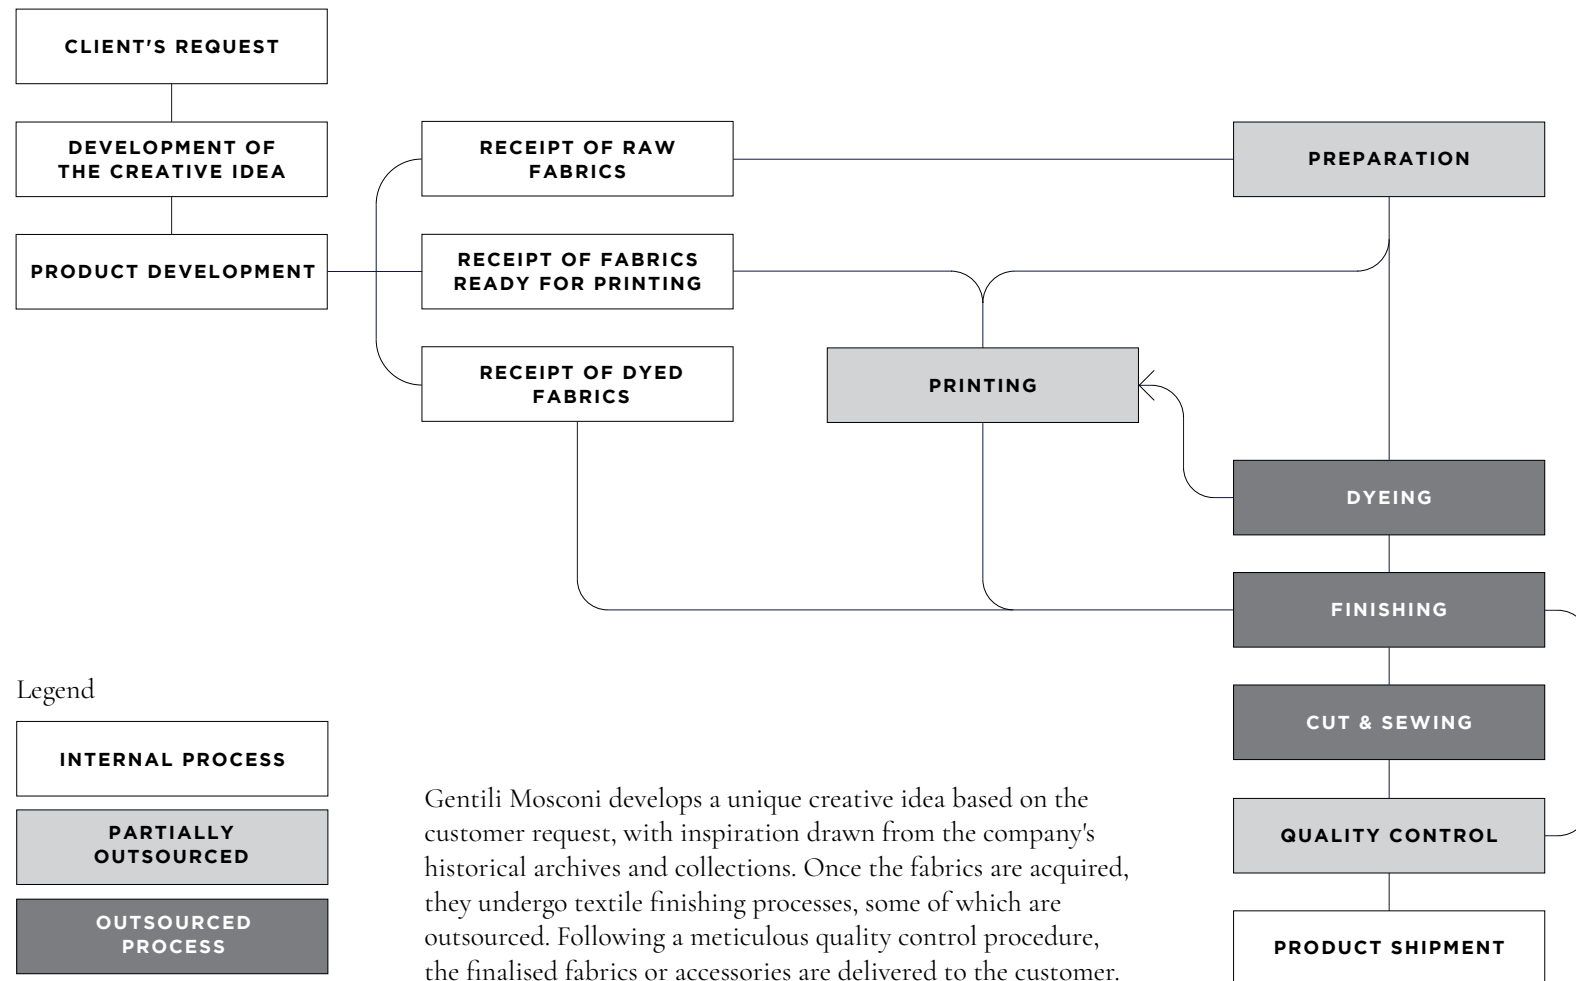 CLIENT'S REQUEST
DEVELOPMENT OF
THE CREATIVE IDEA
PRODUCT DEVELOPMENT
RECEIPT OF RAW
FABRICS
RECEIPT OF FABRICS
READY FOR PRINTING
RECEIPT OF DYED
FABRICS
PREPARATION
PRINTING
DYEING
FINISHING
CUT & SEWING
QUALITY CONTROL
PRODUCT SHIPMENT
Legend
INTERNAL PROCESS
PARTIALLY
OUTSOURCED
OUTSOURCED
PROCESS
Gentili Mosconi develops a unique creative idea based on the
customer request, with inspiration drawn from the company's
historical archives and collections. Once the fabrics are acquired,
they undergo textile finishing processes, some of which are
outsourced. Following a meticulous quality control procedure,
the finalised fabrics or accessories are delivered to the customer.